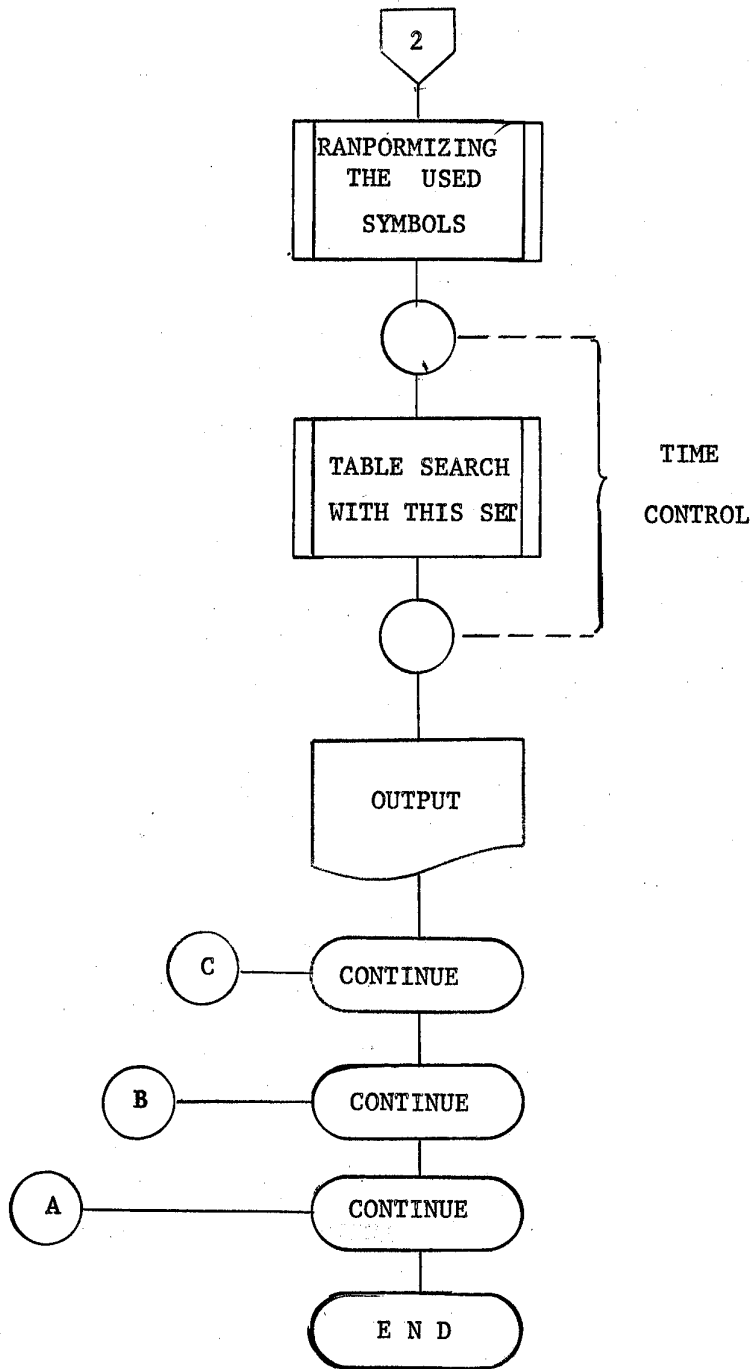 2
RANPORMIZING
THE USED
SYMBOLS
TABLE SEARCH
WITH THIS SET
TIME
CONTROL
OUTPUT
C
CONTINUE
B
CONTINUE
A
CONTINUE
E N D